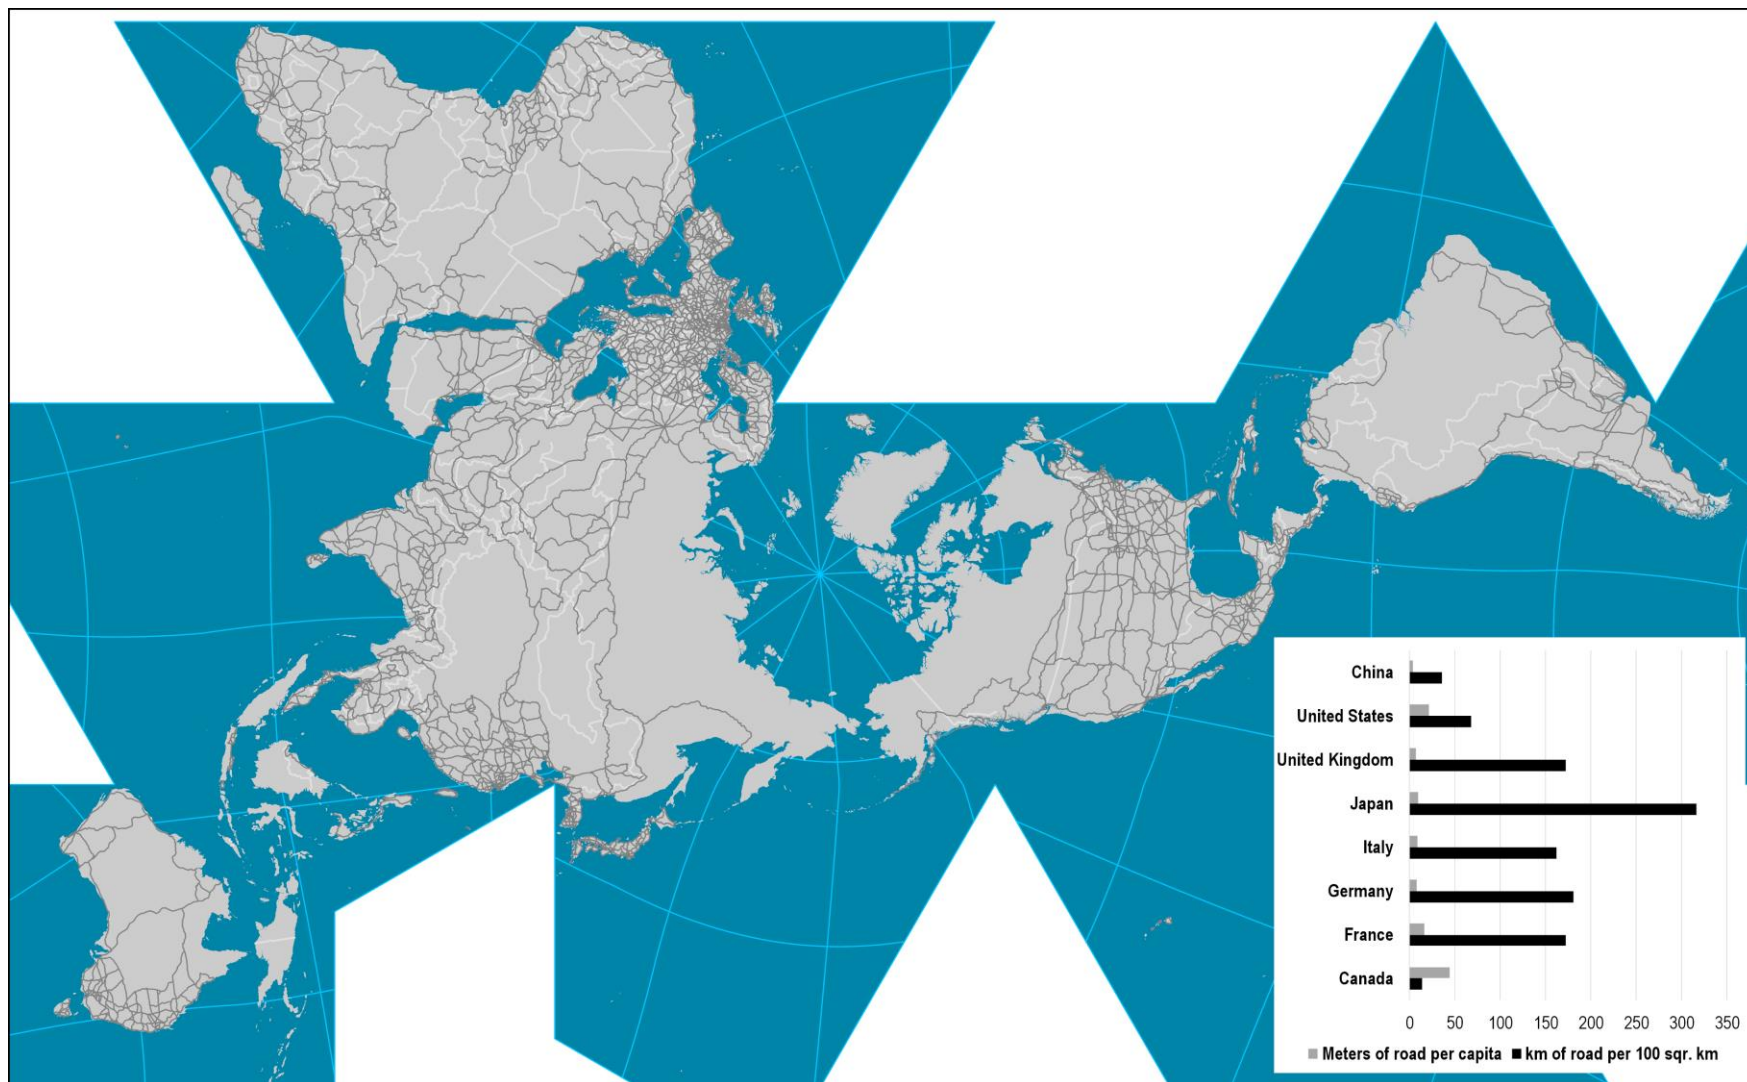 China
United States
United Kingdom
Japan
Italy
Germany
France
Canada
0 50 100 150 200 250 300 350
Meters of road per capita km of road per 100 sqr. km